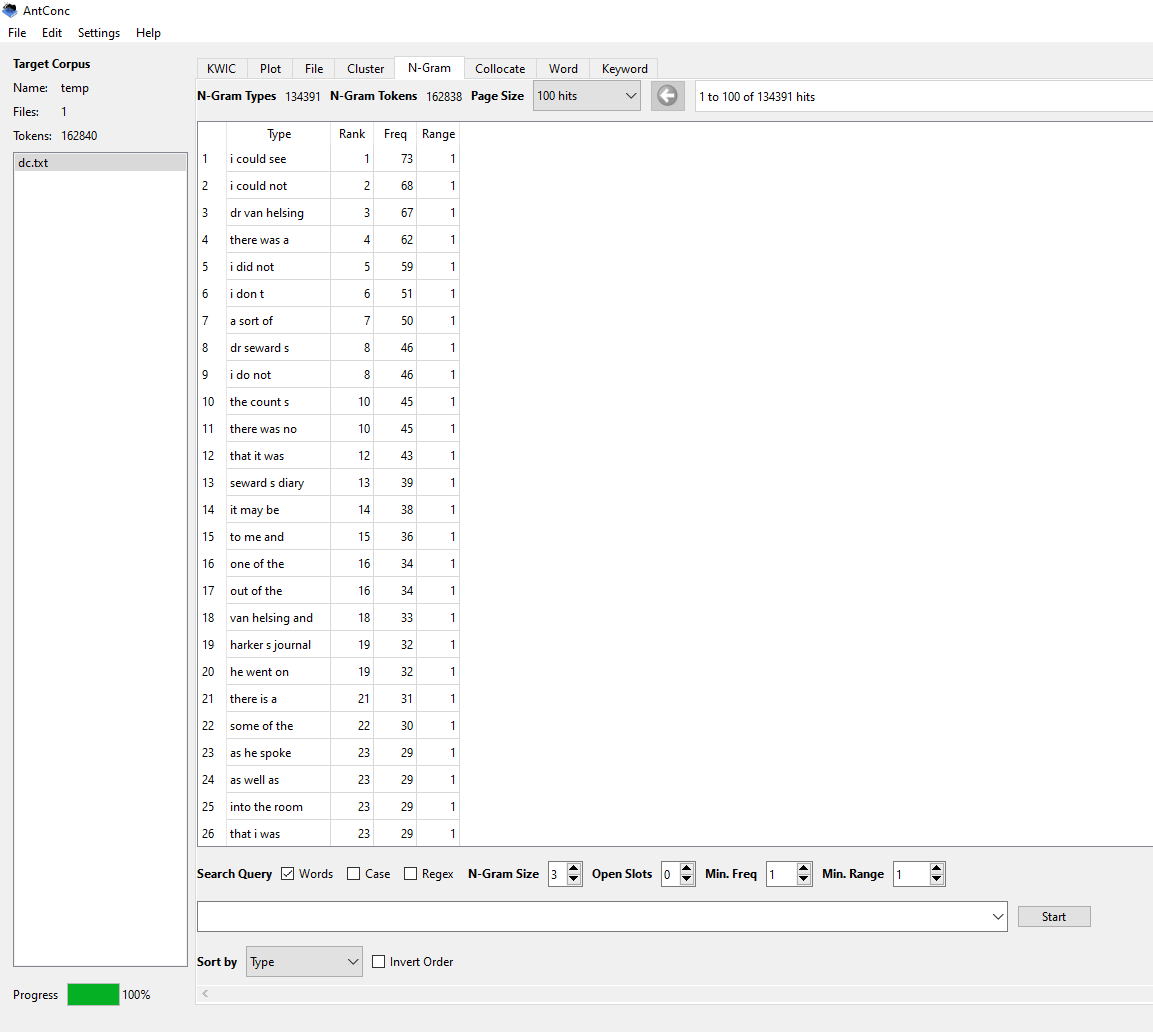 AntConc
File Edit Settings Help
Target Corpus
Name: temp
Files: 1
Tokens: 162840
dc.txt
Progress 100%
KWIC Plot File Cluster N-Gram Collocate Word Keyword
N-Gram Types 134391 N-Gram Tokens 162838 Page Size 100 hits 1 to 100 of 134391 hits
Type Rank Freq Range
1 i could see 1 73 1
2 i could not 2 68 1
3 dr van helsing 3 67 1
4 there was a 4 62 1
5 i did not 5 59 1
6 i don t 6 51 1
7 a sort of 7 50 1
8 dr seward s 8 46 1
9 i do not 8 46 1
10 the count s 10 45 1
11 there was no 10 45 1
12 that it was 12 43 1
13 seward s diary 13 39 1
14 it may be 14 38 1
15 to me and 15 36 1
16 one of the 16 34 1
17 out of the 16 34 1
18 van helsing and 18 33 1
19 harker s journal 19 32 1
20 he went on 19 32 1
21 there is a 21 31 1
22 some of the 22 30 1
23 as he spoke 23 29 1
24 as well as 23 29 1
25 into the room 23 29 1
26 that i was 23 29 1
Search Query Words Case Regex N-Gram Size 3 Open Slots 0 Min. Freq 1 Min. Range 1
Start
Sort by Type Invert Order